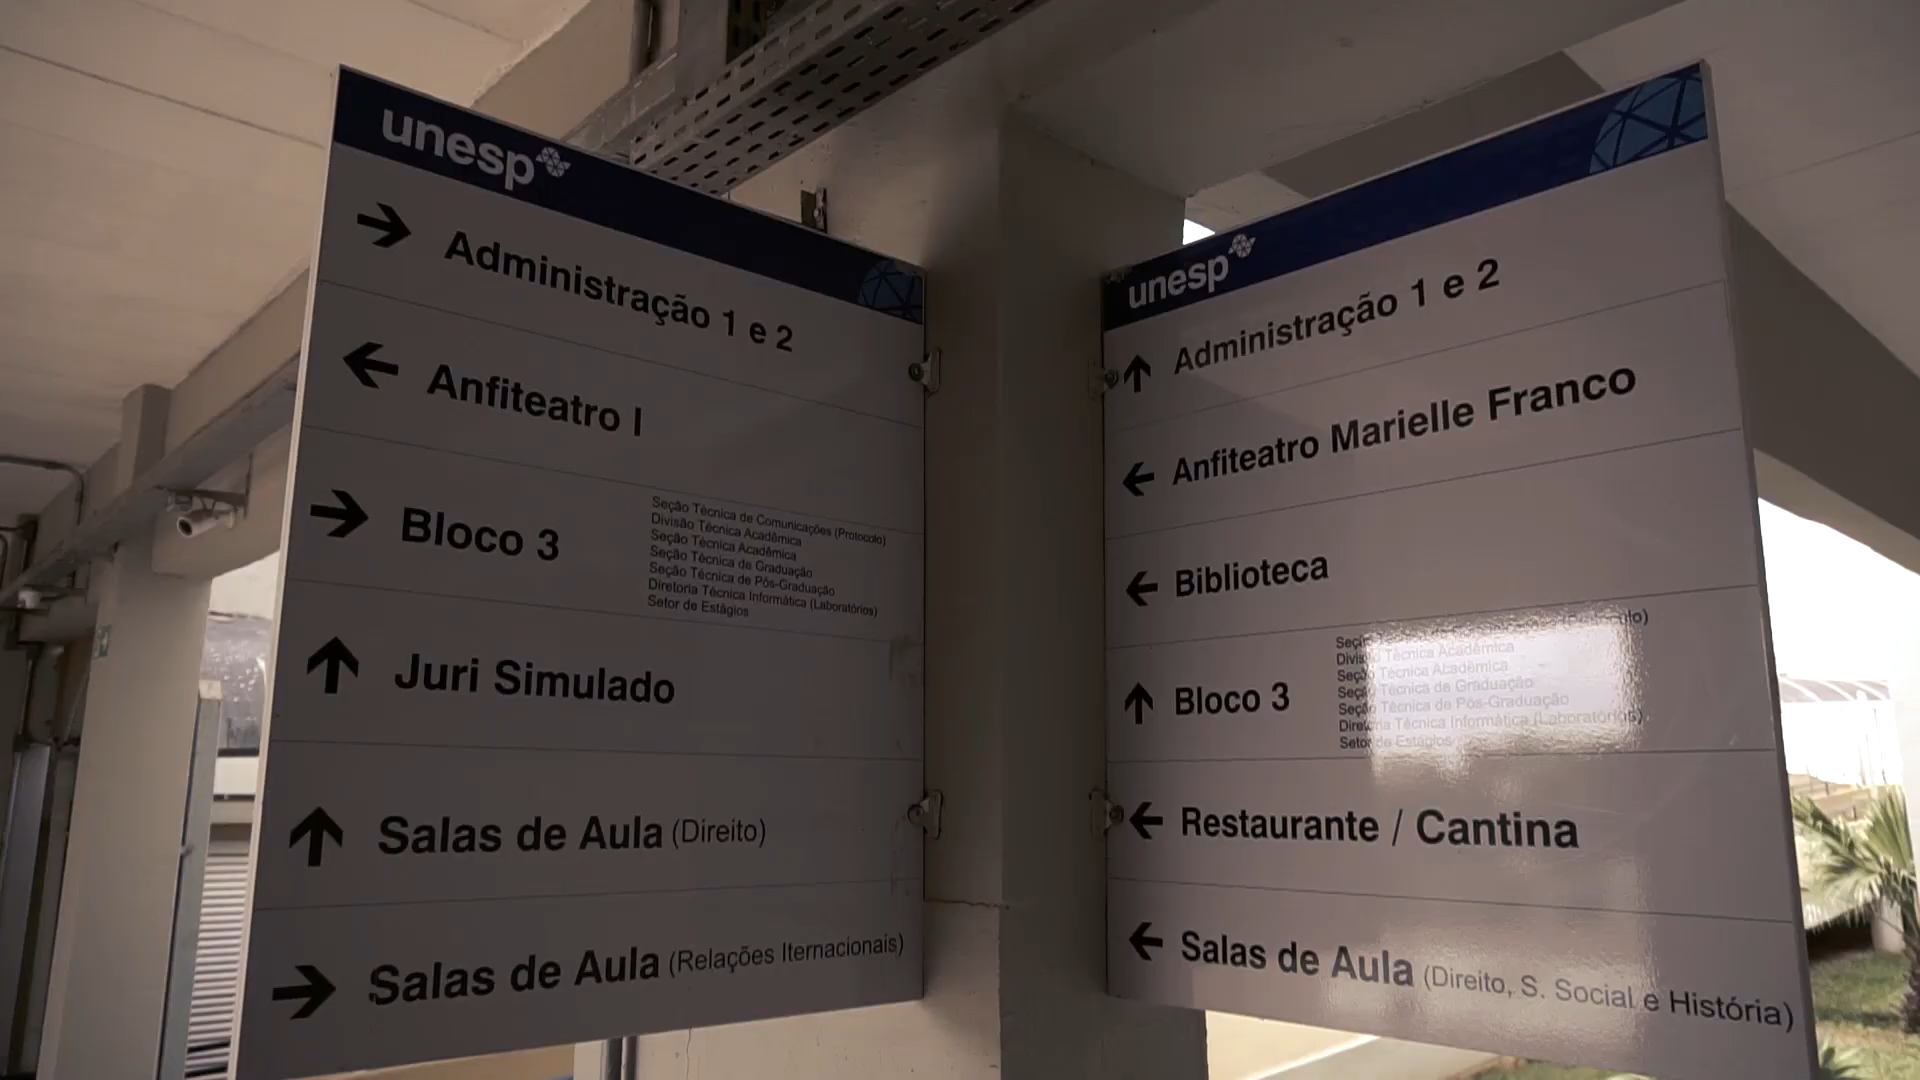 unesp
Administração 1 e 2
Anfiteatro I
Bloco 3
Seção Técnica de Comunicações (Protocolo)
Divisão Técnica Acadêmica
Seção Técnica Acadêmica
Seção Técnica de Graduação
Seção Técnica de Pós-Graduação
Diretoria Técnica Informática (Laboratórios)
Setor de Estágios
Juri Simulado
Salas de Aula (Direito)
Salas de Aula (Relações Iternacionais)
unesp
Administração 1 e 2
Anfiteatro Marielle Franco
Biblioteca
Bloco 3
Divisão Técnica Acadêmica
Seção Técnica Acadêmica
Seção Técnica de Graduação
Seção Técnica de Pós-Graduação
Diretoria Técnica Informática (Laboratórios)
Setor de Estágios
Restaurante / Cantina
Salas de Aula (Direito, S. Social e História)